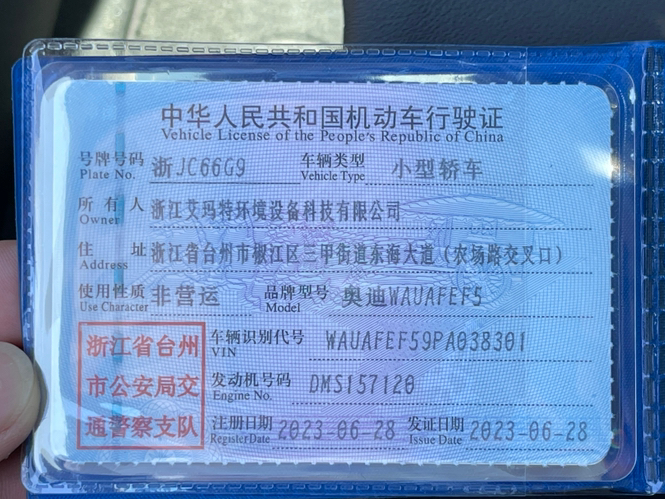 中华人民共和国机动车行驶证
Vehicle License of the People's Republic of China
号牌号码 浙JC66G9 车辆类型 小型轿车
Plate No. Vehicle Type
所有人 浙江艾玛特环境设备科技有限公司
Owner
住址 浙江省台州市椒江区三甲街道东海大道（农场路交叉口）
Address
使用性质 非营运 品牌型号 奥迪WAUAFEF5
Use Character Model
浙江省台州
市公安局交
通警察支队
车辆识别代号 WAUAFEF59PA038301
VIN
发动机号码 DMS157120
Engine No.
注册日期 2023-06-28 发证日期 2023-06-28
Register Date Issue Date